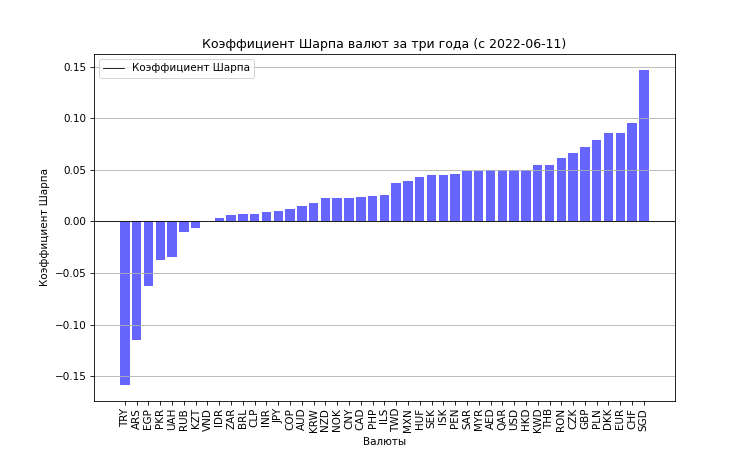 Коэффициент Шарпа валют за три года (с 2022-06-11)
Коэффициент Шарпа
Коэффициент Шарпа
0.15
0.10
0.05
0.00
−0.05
−0.10
−0.15
TRY
ARS
EGP
PKR
UAH
RUB
KZT
VND
IDR
ZAR
BRL
CLP
INR
JPY
COP
AUD
KRW
NZD
NOK
CNY
CAD
PHP
ILS
TWD
MXN
HUF
SEK
ISK
PEN
SAR
MYR
AED
QAR
USD
HKD
KWD
THB
RON
CZK
GBP
PLN
DKK
EUR
CHF
SGD
Валюты